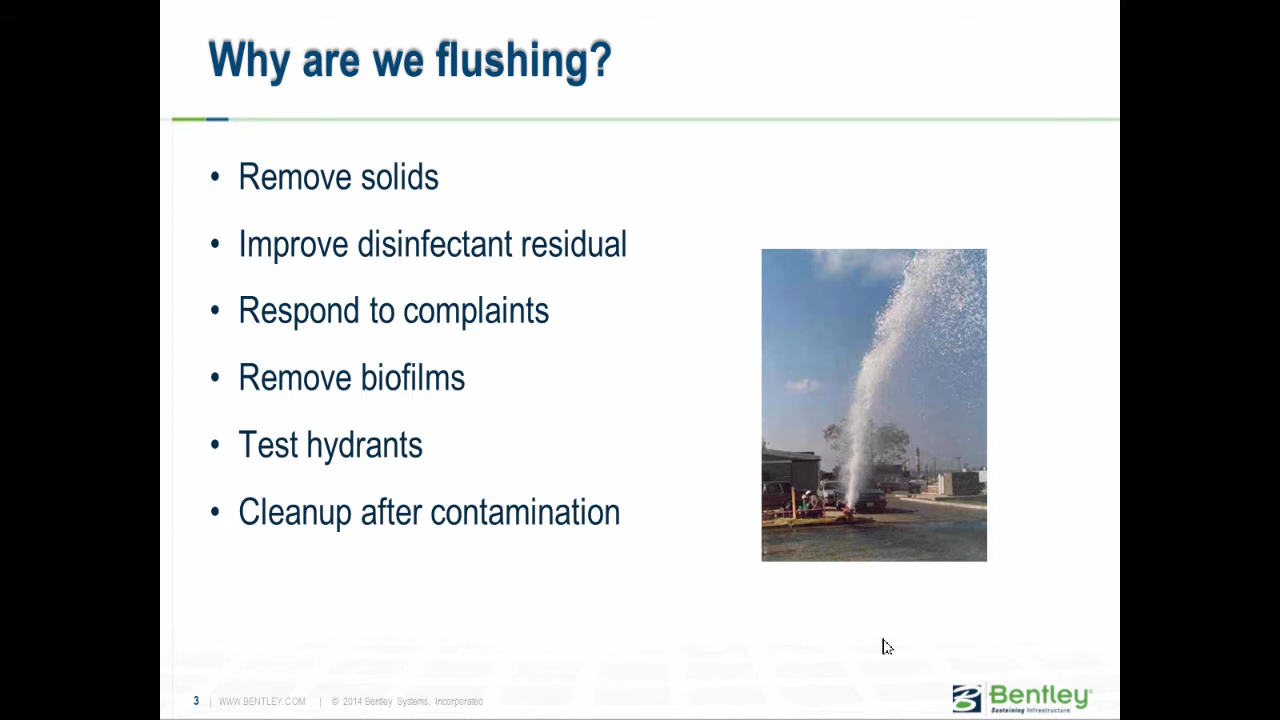 Why are we flushing?
• Remove solids
• Improve disinfectant residual
• Respond to complaints
• Remove biofilms
• Test hydrants
• Cleanup after contamination
3 | WWW.BENTLEY.COM | © 2014 Bentley Systems, Incorporated
Bentley®
Sustaining Infrastructure